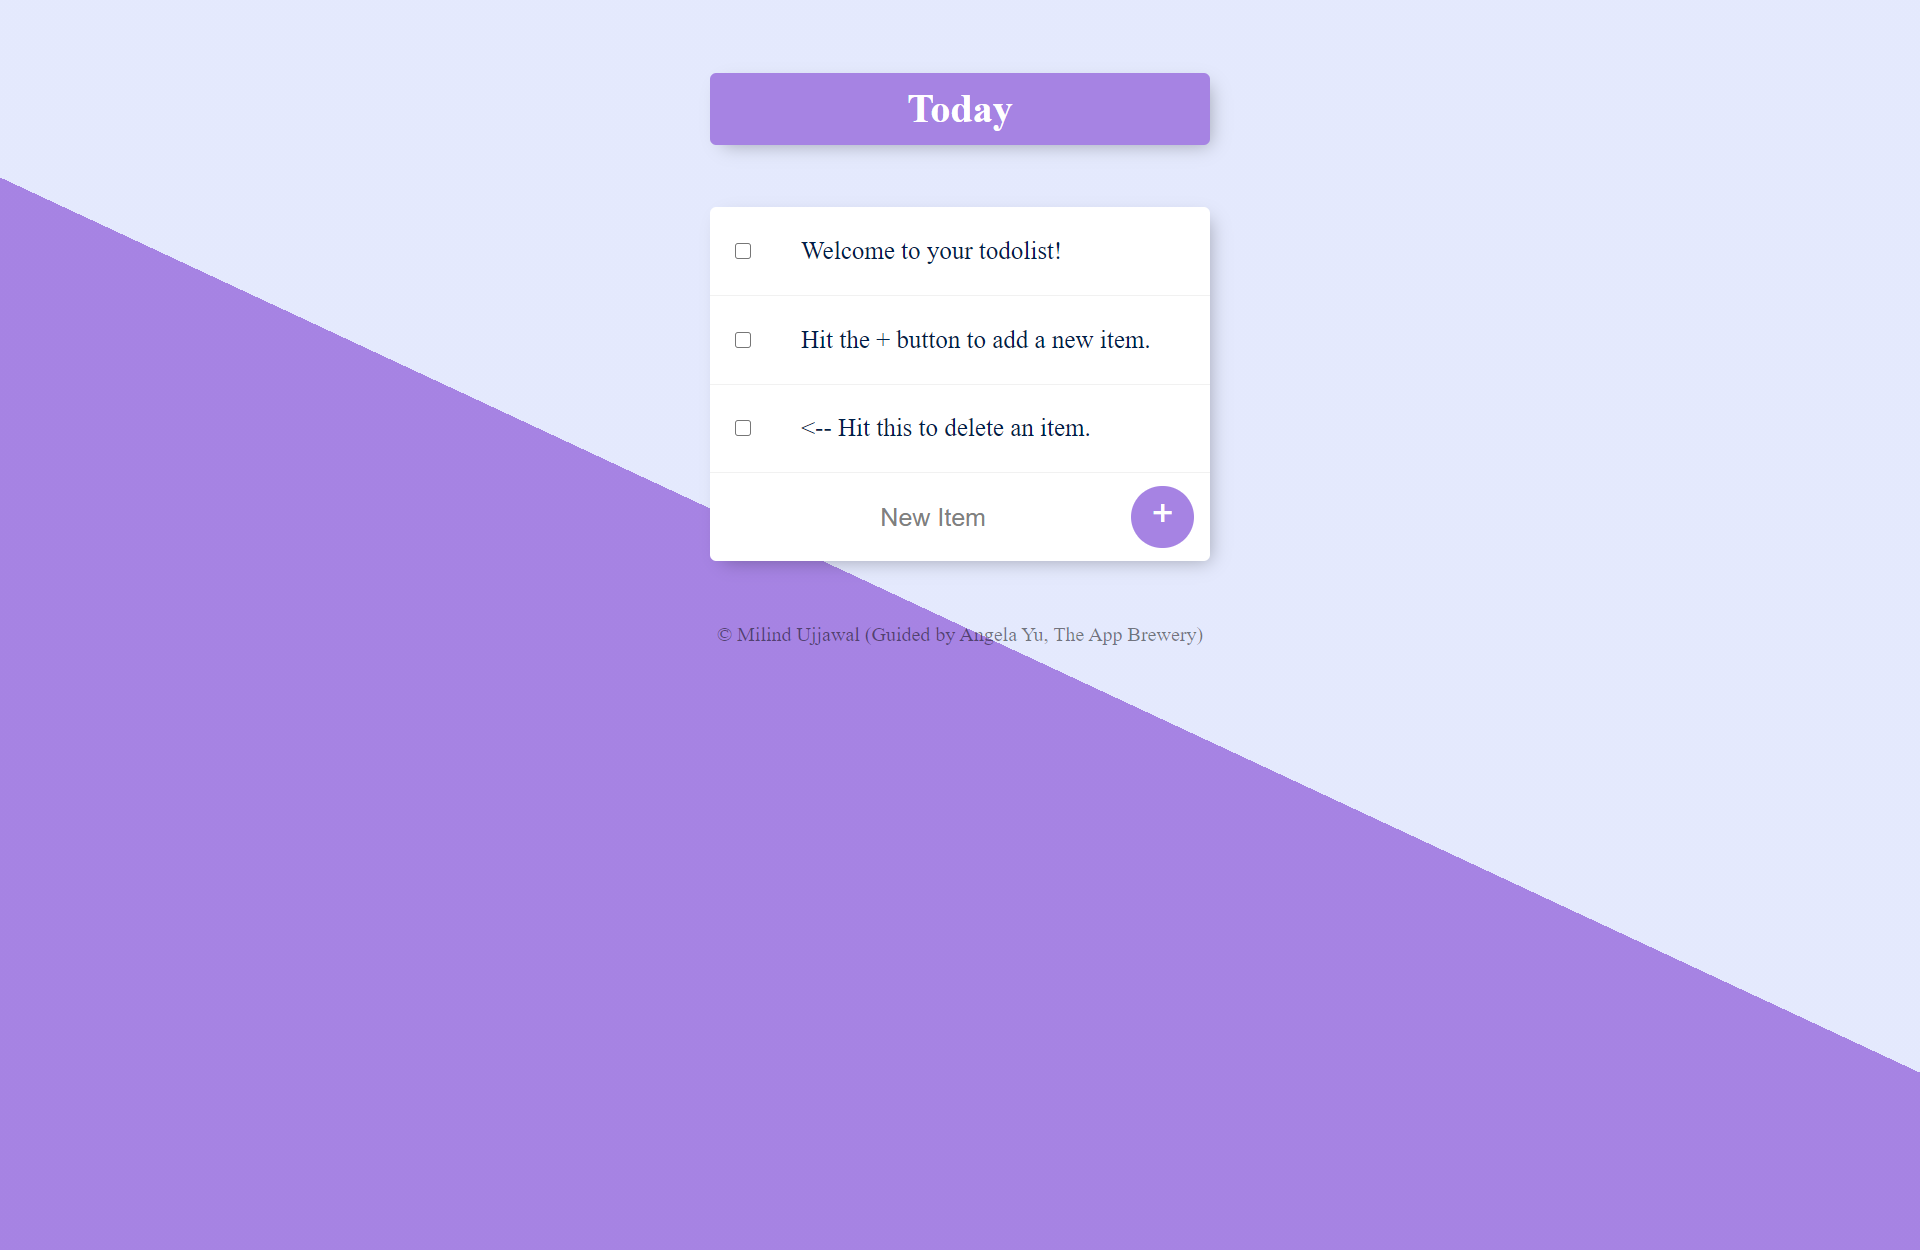 Today
Welcome to your todolist!
Hit the + button to add a new item.
<-- Hit this to delete an item.
New Item +
© Milind Ujjawal (Guided by Angela Yu, The App Brewery)